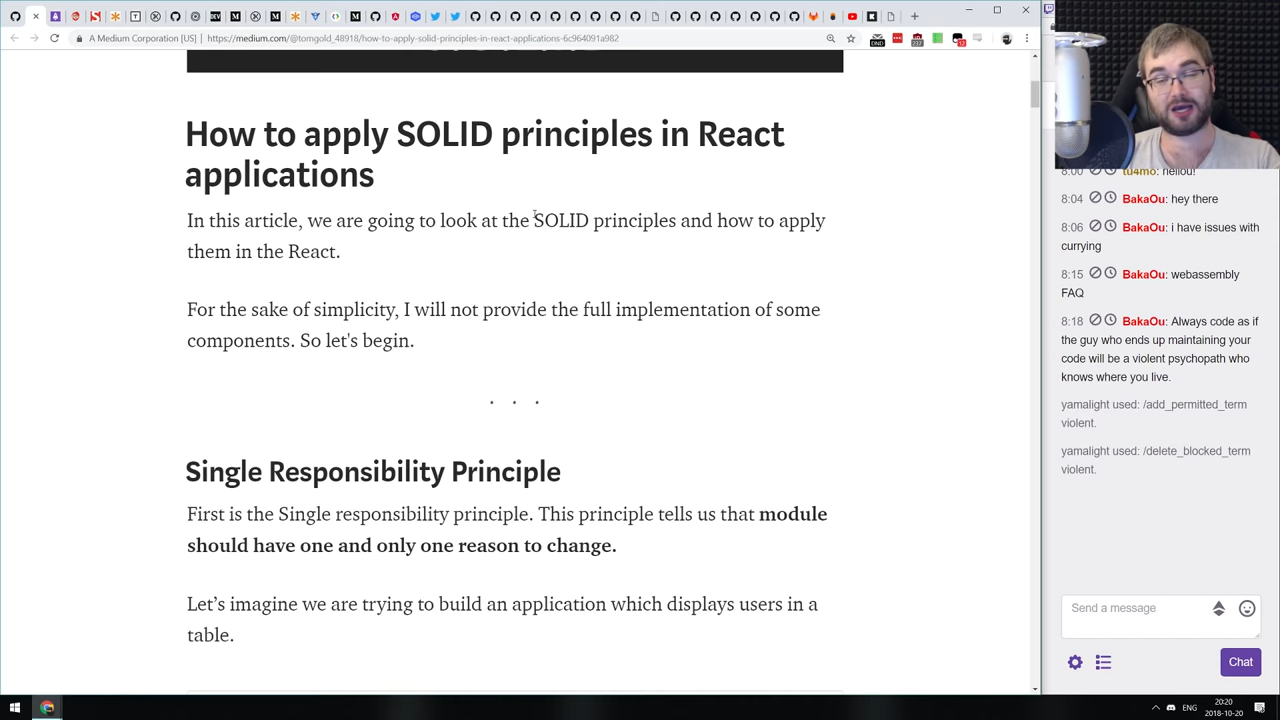 A Medium Corporation [US]
https://medium.com/@tomgold_48918/how-to-apply-solid-principles-in-react-applications-6c964091a982
How to apply SOLID principles in React
applications
In this article, we are going to look at the SOLID principles and how to apply
them in the React.
For the sake of simplicity, I will not provide the full implementation of some
components. So let's begin.
. . .
Single Responsibility Principle
First is the Single responsibility principle. This principle tells us that module
should have one and only one reason to change.
Let’s imagine we are trying to build an application which displays users in a
table.
8:00 tu4mo: hellou!
8:04 BakaOu: hey there
8:06 BakaOu: i have issues with
currying
8:15 BakaOu: webassembly
FAQ
8:18 BakaOu: Always code as if
the guy who ends up maintaining your
code will be a violent psychopath who
knows where you live.
yamalight used: /add_permitted_term
violent.
yamalight used: /delete_blocked_term
violent.
Send a message
Chat
ENG
20:20
2018-10-20